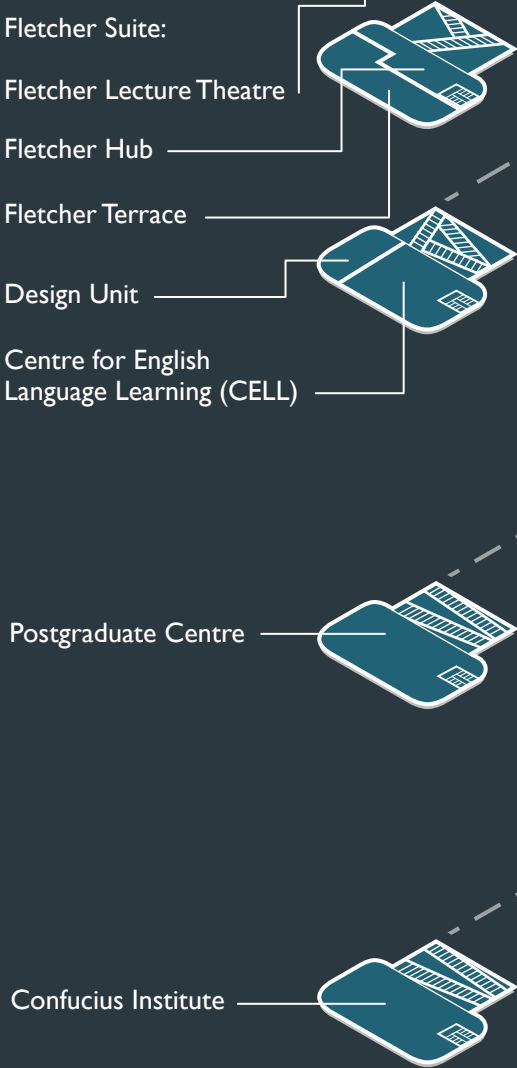 Fletcher Suite:
Fletcher Lecture Theatre
Fletcher Hub
Fletcher Terrace
Design Unit
Centre for English
Language Learning (CELL)
Postgraduate Centre
Confucius Institute